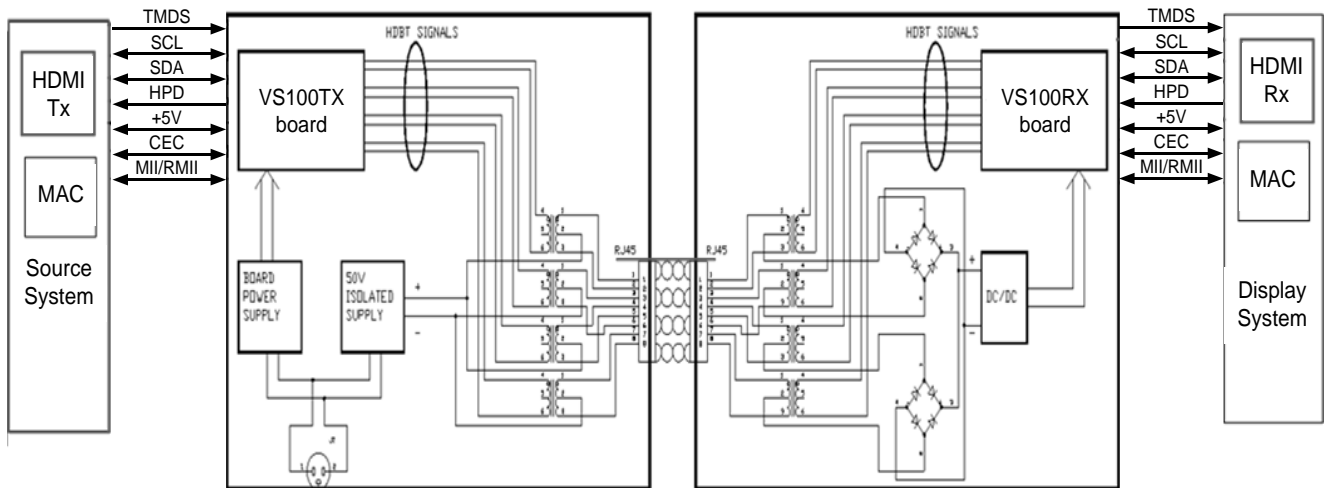 TMDS
SCL
SDA
HPD
+5V
CEC
MII/RMII
HDMI
Tx
MAC
Source
System
HDBT SIGNALS
VS100TX
board
BOARD
POWER
SUPPLY
50V
ISOLATED
SUPPLY
+
-
RJ45
RJ45
HDBT SIGNALS
VS100RX
board
DC/DC
+
-
TMDS
SCL
SDA
HPD
+5V
CEC
MII/RMII
HDMI
Rx
MAC
Display
System